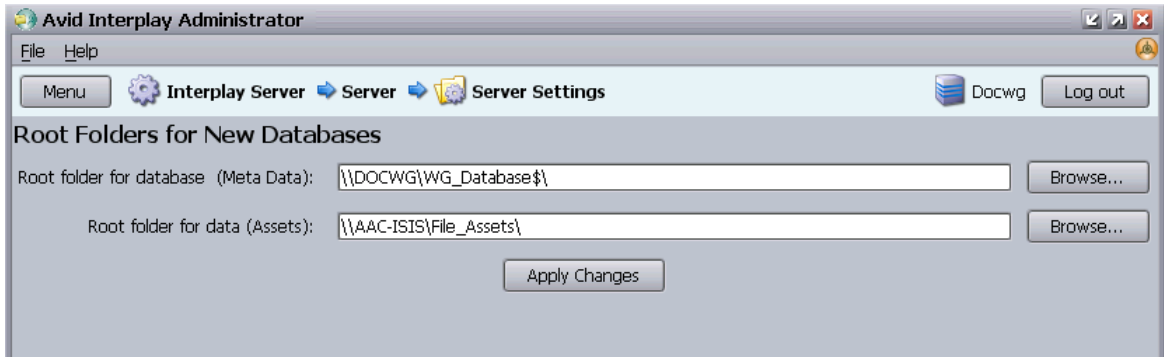 Avid Interplay Administrator
File Help
Menu Interplay Server Server Server Settings Docwg Log out
Root Folders for New Databases
Root folder for database (Meta Data): \\DOCWG\WG_Database$\ Browse...
Root folder for data (Assets): \\AAC-ISIS\File_Assets\ Browse...
Apply Changes